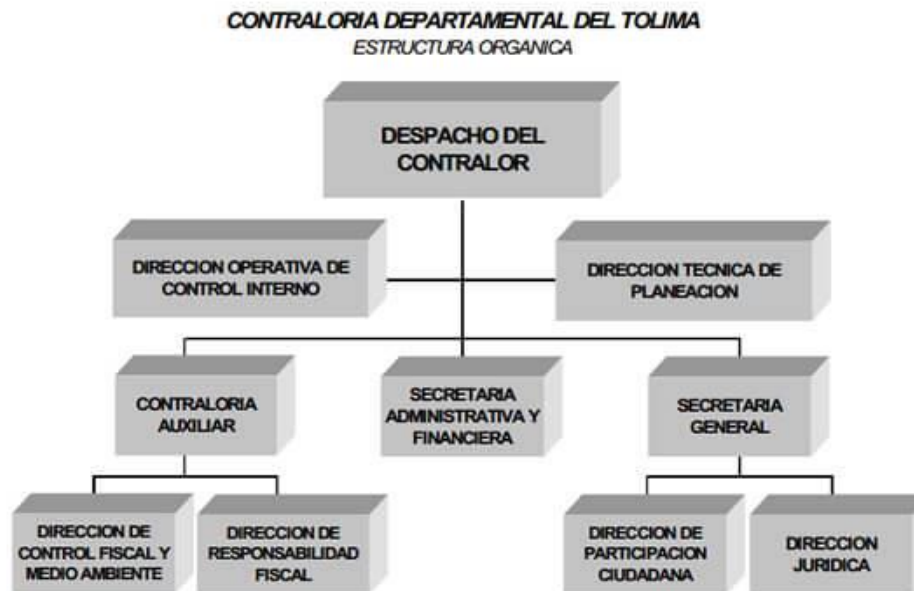 CONTRALORIA DEPARTAMENTAL DEL TOLIMA
ESTRUCTURA ORGANICA
DESPACHO DEL
CONTRALOR
DIRECCION OPERATIVA DE
CONTROL INTERNO
DIRECCION TECNICA DE
PLANEACION
CONTRALORIA
AUXILIAR
SECRETARIA
ADMINISTRATIVA Y
FINANCIERA
SECRETARIA
GENERAL
DIRECCION DE
CONTROL FISCAL Y
MEDIO AMBIENTE
DIRECCION DE
RESPONSABILIDAD
FISCAL
DIRECCION DE
PARTICIPACION
CIUDADANA
DIRECCION
JURIDICA